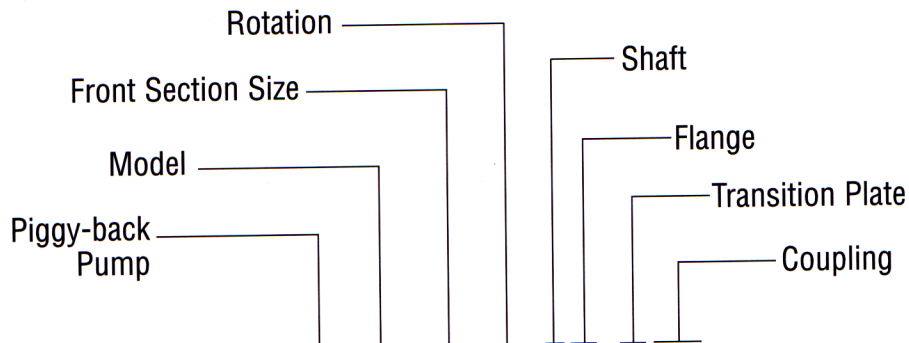 Rotation
Shaft
Front Section Size
Flange
Model
Transition Plate
Piggy-back
Pump
Coupling